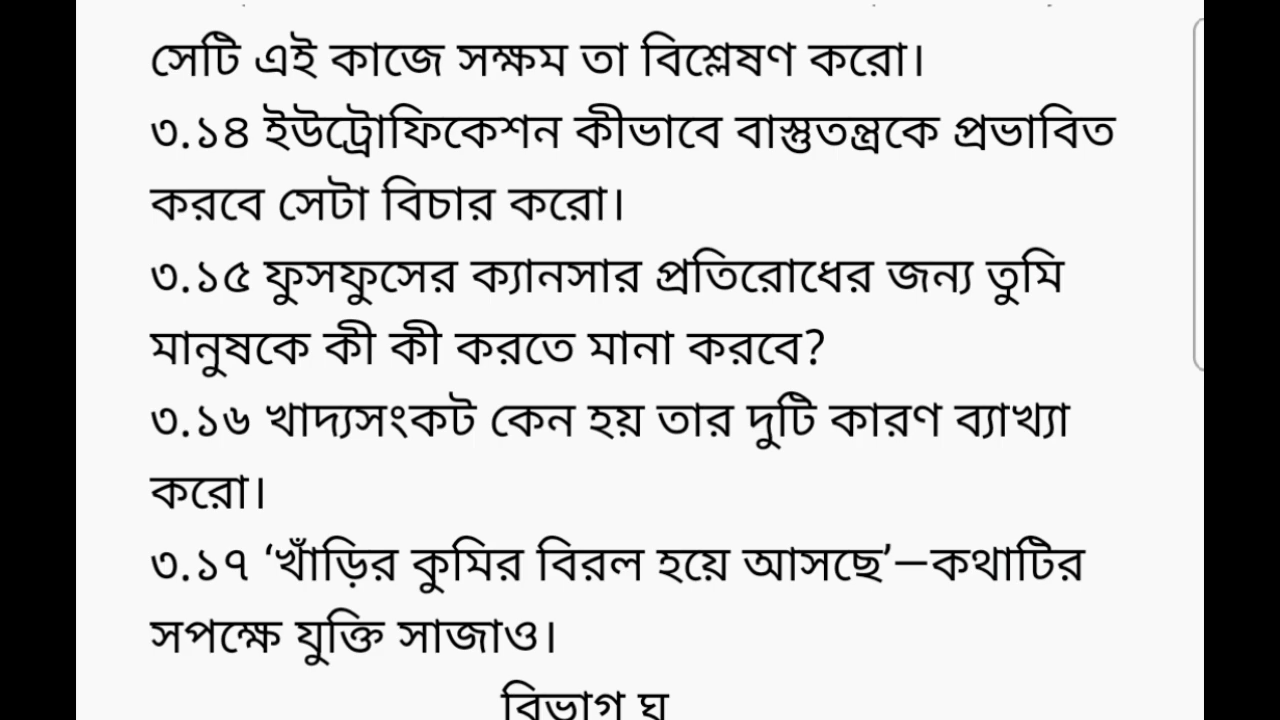 সেটি এই কাজে সক্ষম তা বিশ্লেষণ করো।
৩.১৪ ইউট্রোফিকেশন কীভাবে বাস্তুতন্ত্রকে প্রভাবিত
করবে সেটা বিচার করো।
৩.১৫ ফুসফুসের ক্যানসার প্রতিরোধের জন্য তুমি
মানুষকে কী কী করতে মানা করবে?
৩.১৬ খাদ্যসংকট কেন হয় তার দুটি কারণ ব্যাখ্যা
করো।
৩.১৭ ‘খাঁড়ির কুমির বিরল হয়ে আসছে’–কথাটির
সপক্ষে যুক্তি সাজাও।
বিভাগ ঘ